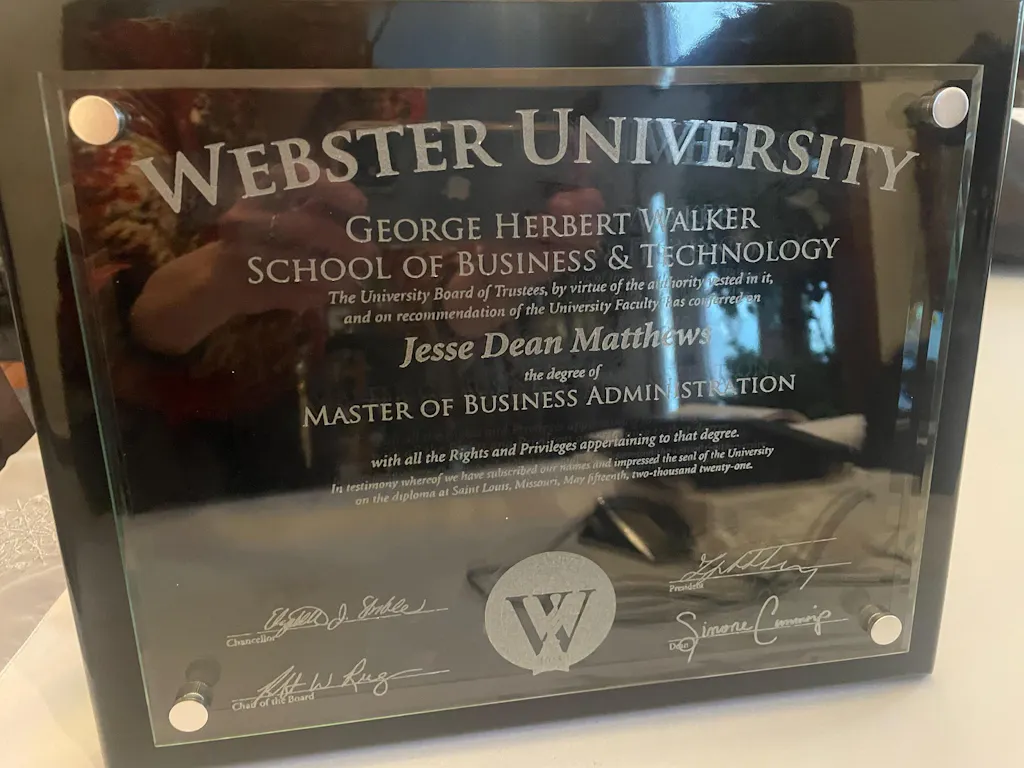 WEBSTER UNIVERSITY
GEORGE HERBERT WALKER
SCHOOL OF BUSINESS & TECHNOLOGY
The University Board of Trustees, by virtue of the authority vested in it,
and on recommendation of the University Faculty has conferred on
Jesse Dean Matthews
the degree of
MASTER OF BUSINESS ADMINISTRATION
with all the Rights and Privileges appertaining to that degree.
In testimony whereof we have subscribed our names and impressed the seal of the University
on the diploma at Saint Louis, Missouri, May fifteenth, two-thousand twenty-one.
W
Chancellor
President
Simone Cummings
Dean
Chair of the Board